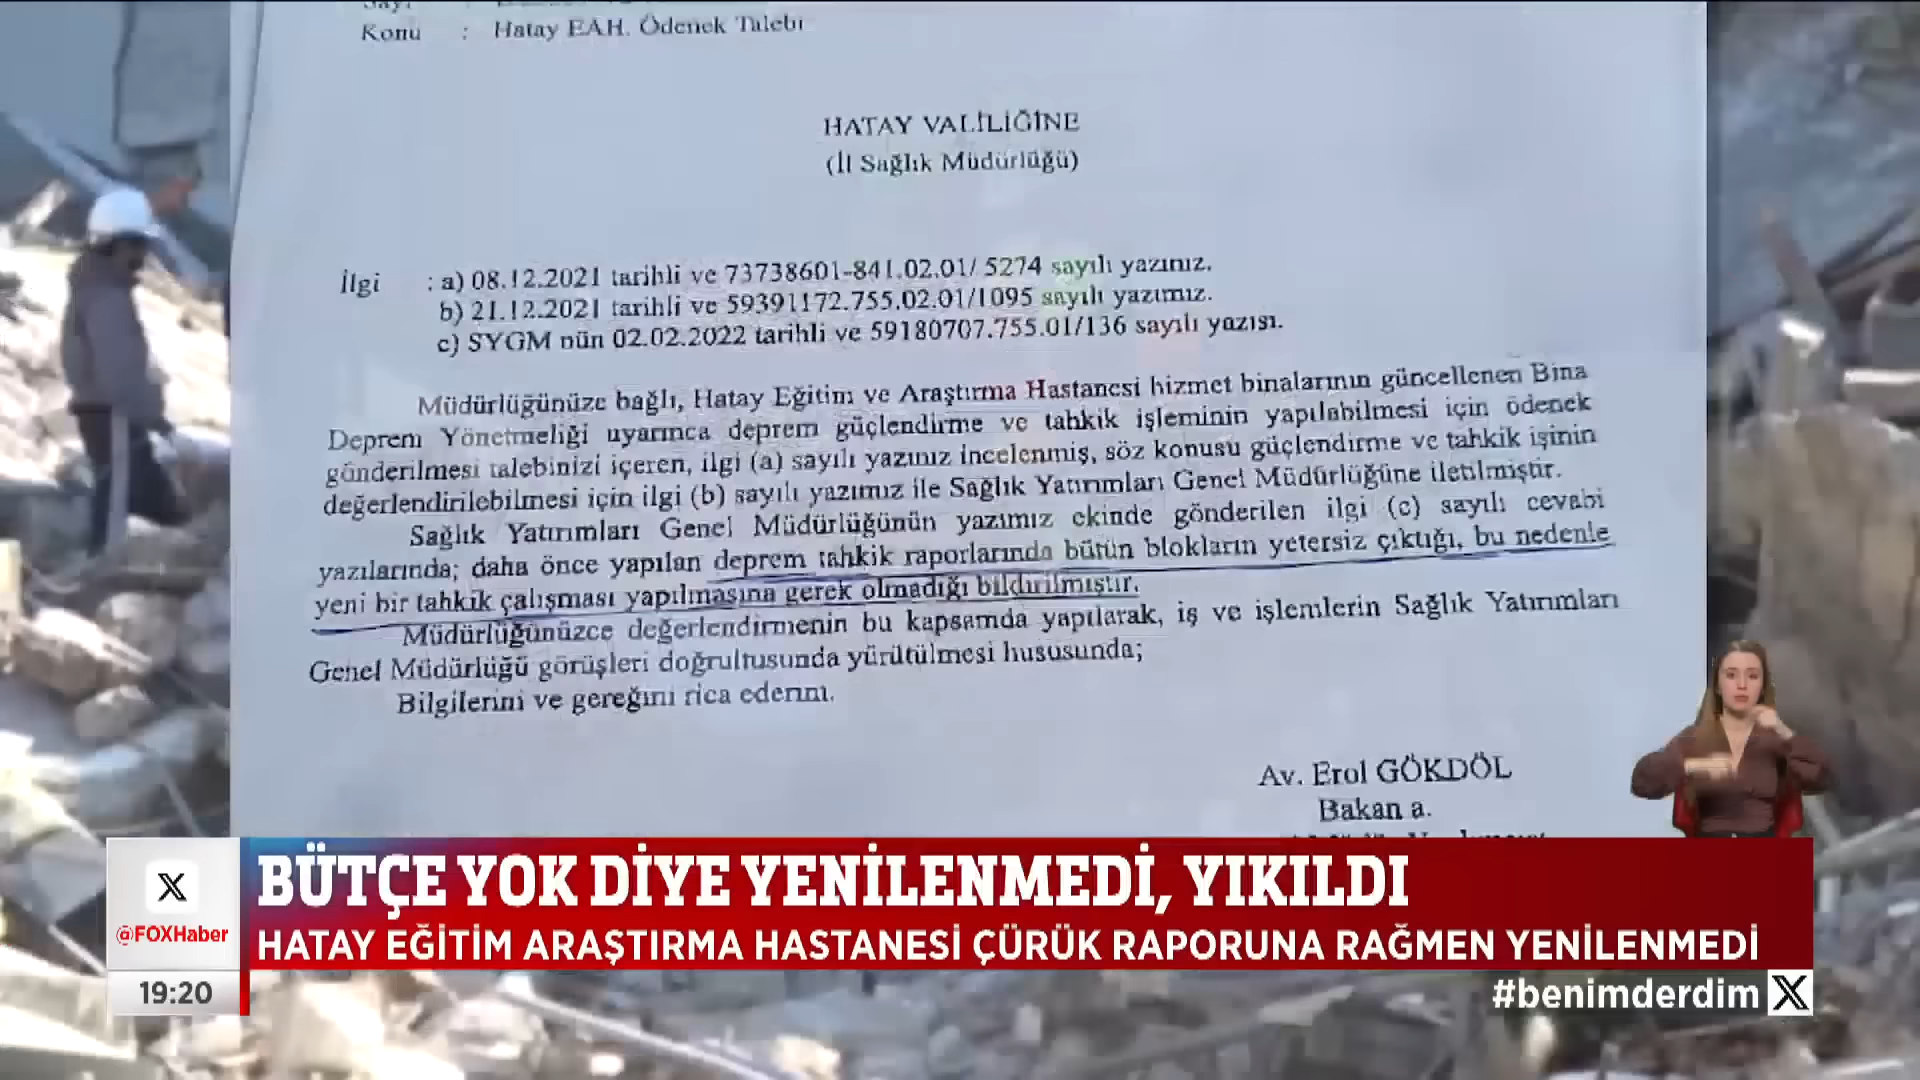 Sayı :
Konu : Hatay EAH. Ödenek Talebi
HATAY VALİLİĞİNE
(İl Sağlık Müdürlüğü)
İlgi : a) 08.12.2021 tarihli ve 73738601-841.02.01/ 5274 sayılı yazınız.
b) 21.12.2021 tarihli ve 59391172.755.02.01/1095 sayılı yazımız.
c) SYGM nün 02.02.2022 tarihli ve 59180707.755.01/136 sayılı yazısı.
Müdürlüğünüze bağlı, Hatay Eğitim ve Araştırma Hastanesi hizmet binalarının güncellenen Bina
Deprem Yönetmeliği uyarınca deprem güçlendirme ve tahkik işleminin yapılabilmesi için ödenek
gönderilmesi talebinizi içeren, ilgi (a) sayılı yazınız incelenmiş, söz konusu güçlendirme ve tahkik işinin
değerlendirilebilmesi için ilgi (b) sayılı yazımız ile Sağlık Yatırımları Genel Müdürlüğüne iletilmiştir.
Sağlık Yatırımları Genel Müdürlüğünün yazımız ekinde gönderilen ilgi (c) sayılı cevabi
yazılarında; daha önce yapılan deprem tahkik raporlarında bütün blokların yetersiz çıktığı, bu nedenle
yeni bir tahkik çalışması yapılmasına gerek olmadığı bildirilmiştir.
Müdürlüğünüzce değerlendirmenin bu kapsamda yapılarak, iş ve işlemlerin Sağlık Yatırımları
Genel Müdürlüğü görüşleri doğrultusunda yürütülmesi hususunda;
Bilgilerini ve gereğini rica ederim.
Av. Erol GÖKDÖL
Bakan a.
X
@FOXHaber
19:20
BÜTÇE YOK DİYE YENİLENMEDİ, YIKILDI
HATAY EĞİTİM ARAŞTIRMA HASTANESİ ÇÜRÜK RAPORUNA RAĞMEN YENİLENMEDİ
#benimderdim X